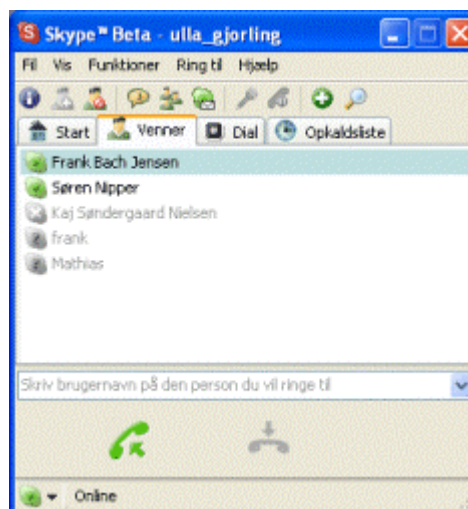 Skype™ Beta - ulla_gjorling
Fil Vis Funktioner Ring til Hjælp
Start Venner Dial Opkaldsliste
Frank Bach Jensen
Søren Nipper
Kaj Søndergaard Nielsen
frank
Mathias
Skriv brugernavn på den person du vil ringe til
Online